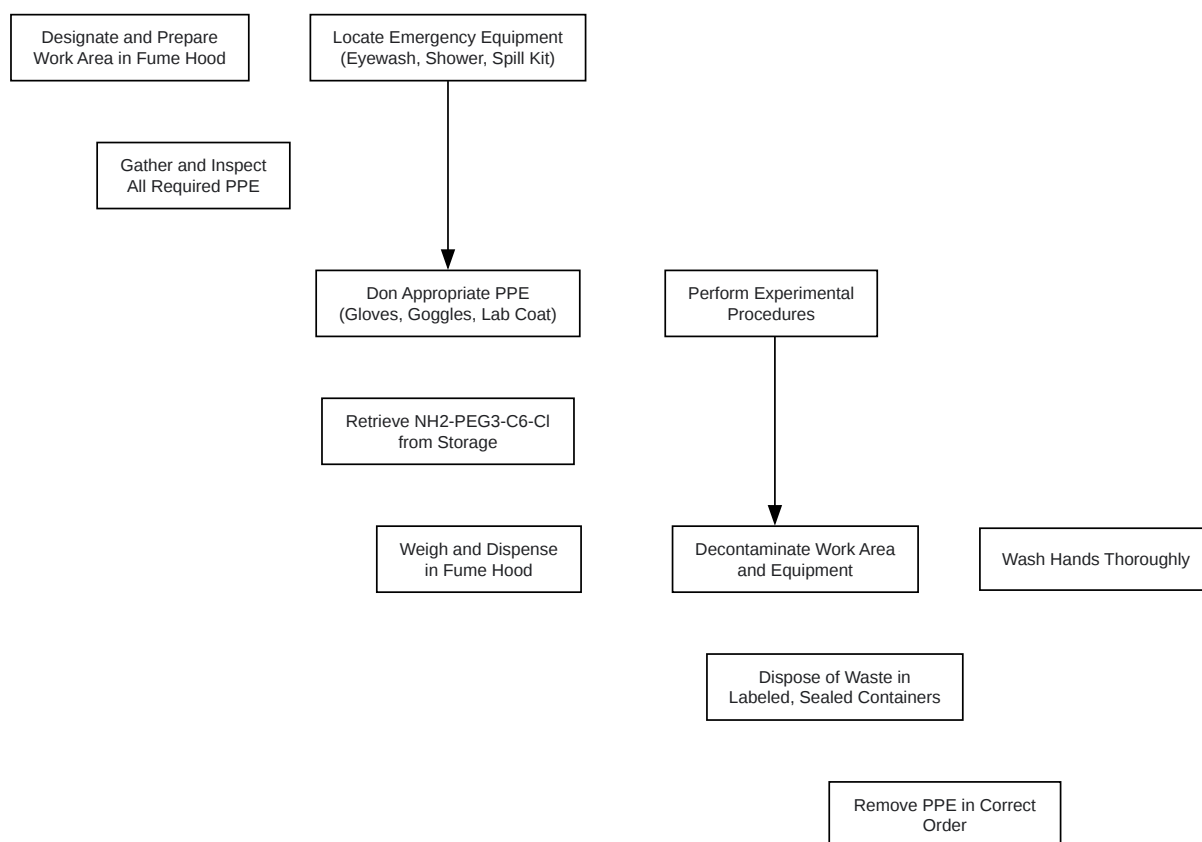 Designate and Prepare
Work Area in Fume Hood
Locate Emergency Equipment
(Eyewash, Shower, Spill Kit)
Gather and Inspect
All Required PPE
Don Appropriate PPE
(Gloves, Goggles, Lab Coat)
Perform Experimental
Procedures
Retrieve NH2-PEG3-C6-Cl
from Storage
Weigh and Dispense
in Fume Hood
Decontaminate Work Area
and Equipment
Wash Hands Thoroughly
Dispose of Waste in
Labeled, Sealed Containers
Remove PPE in Correct
Order